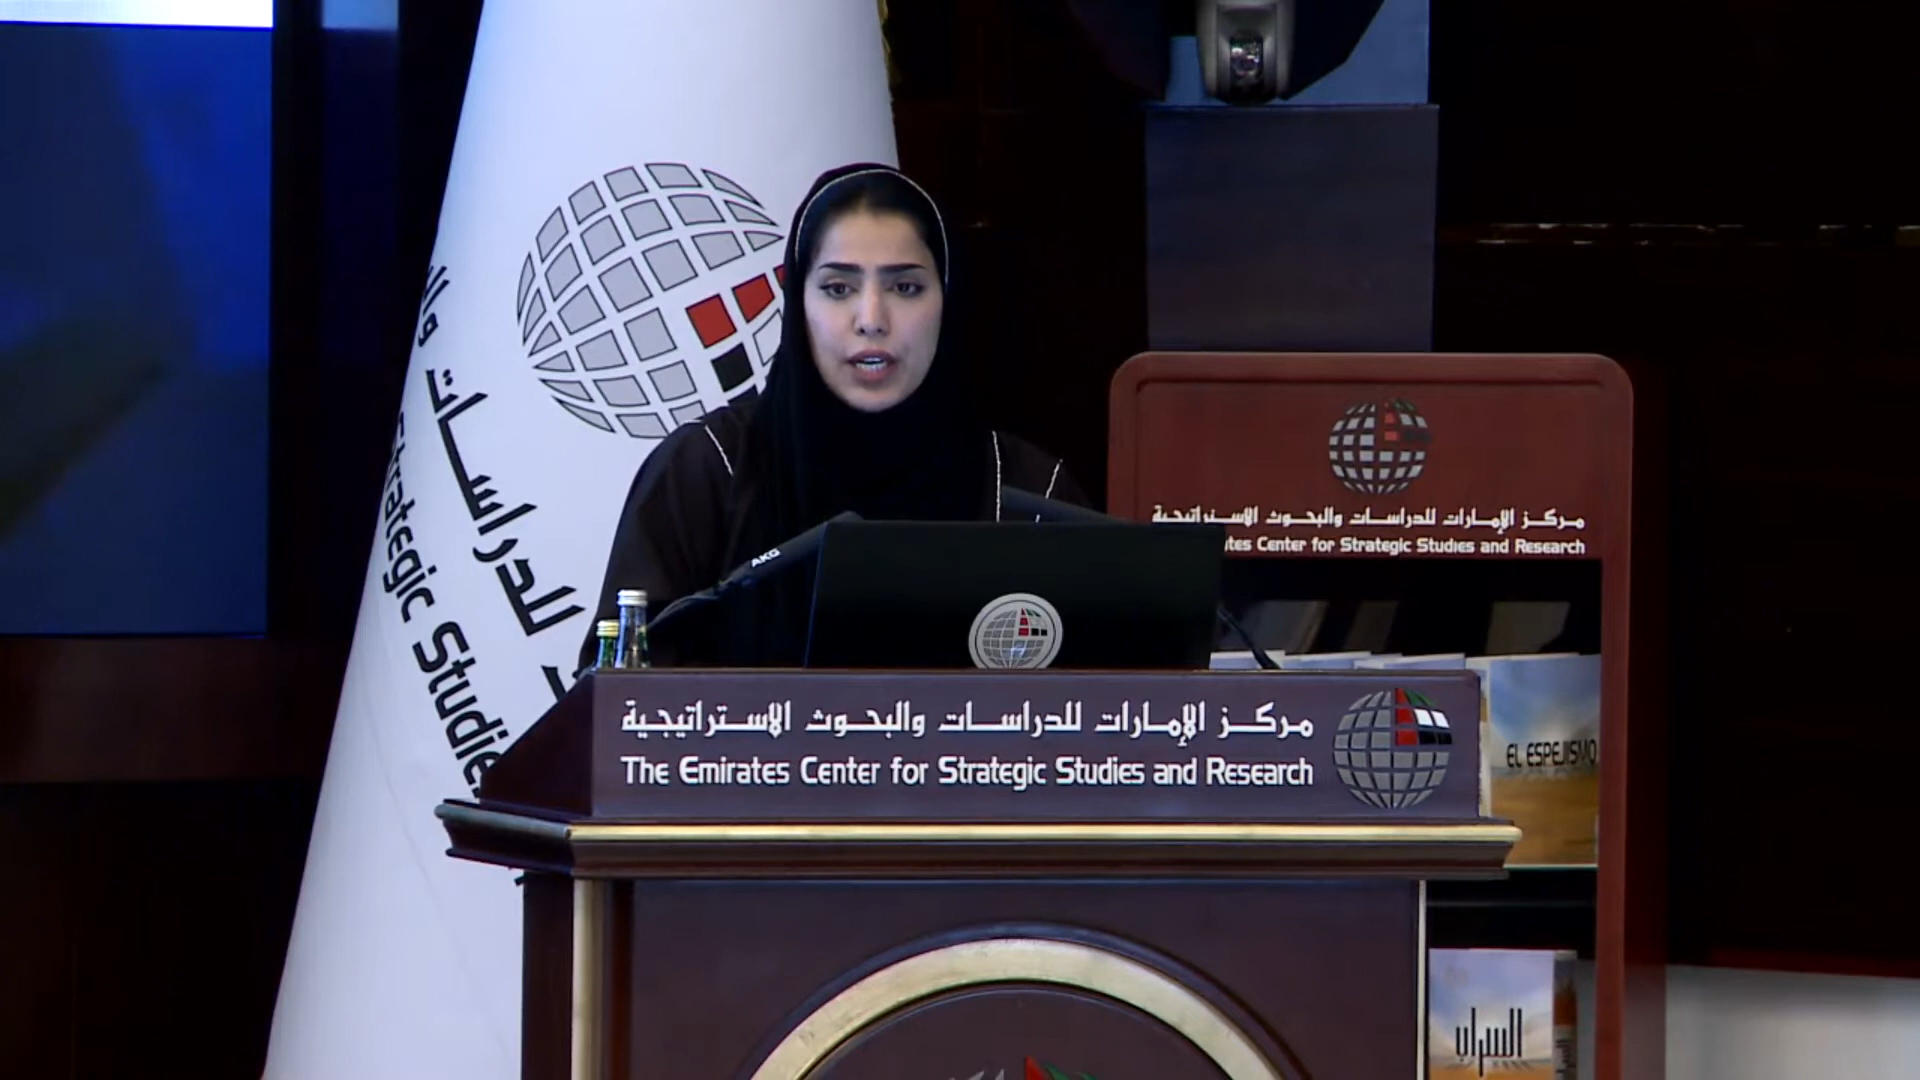 للدراسات
Strategic Studies
مركز الإمارات للدراسات والبحوث الاستراتيجية
Center for Strategic Studies and Research
AKG
مركز الإمارات للدراسات والبحوث الاستراتيجية
The Emirates Center for Strategic Studies and Research
EL ESPEJISMO
السراب